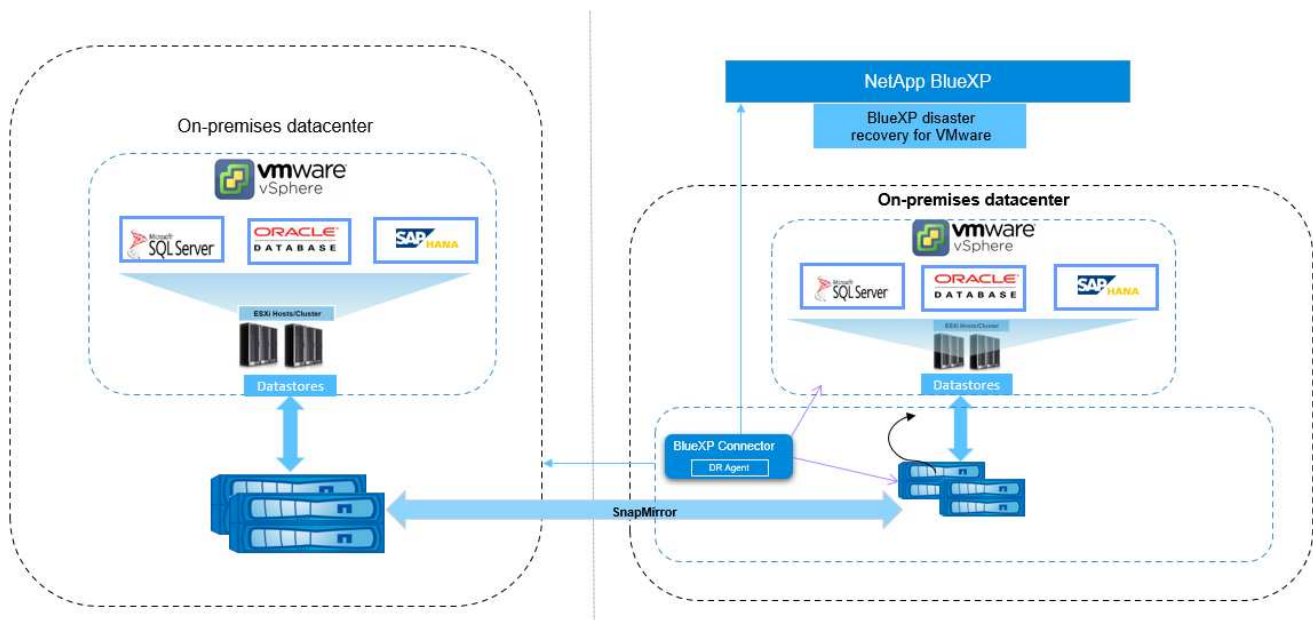 On-premises datacenter
vmware®
vSphere
Microsoft®
SQL Server
ORACLE®
DATABASE
SAP HANA
ESXi Hosts/Cluster
Datastores
NetApp BlueXP
BlueXP disaster
recovery for VMware
On-premises datacenter
vmware®
vSphere
Microsoft®
SQL Server
ORACLE®
DATABASE
SAP HANA
ESXi Hosts/Cluster
Datastores
BlueXP Connector
DR Agent
SnapMirror